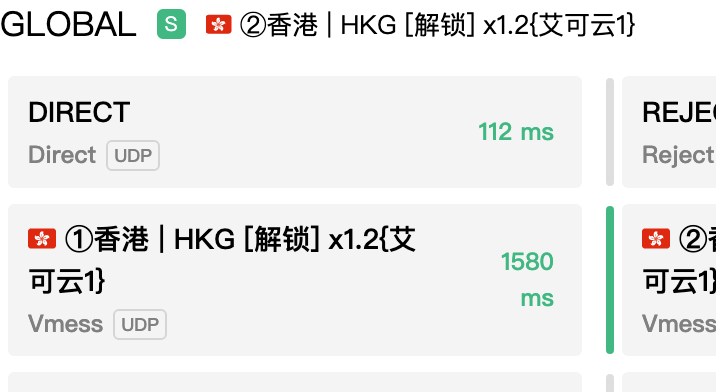 GLOBAL S ②香港 | HKG [解锁] x1.2{艾可云1}
DIRECT
Direct UDP
112 ms
REJE
Reject
①香港 | HKG [解锁] x1.2{艾
可云1}
Vmess UDP
1580
ms
②
可云1}
Vmess